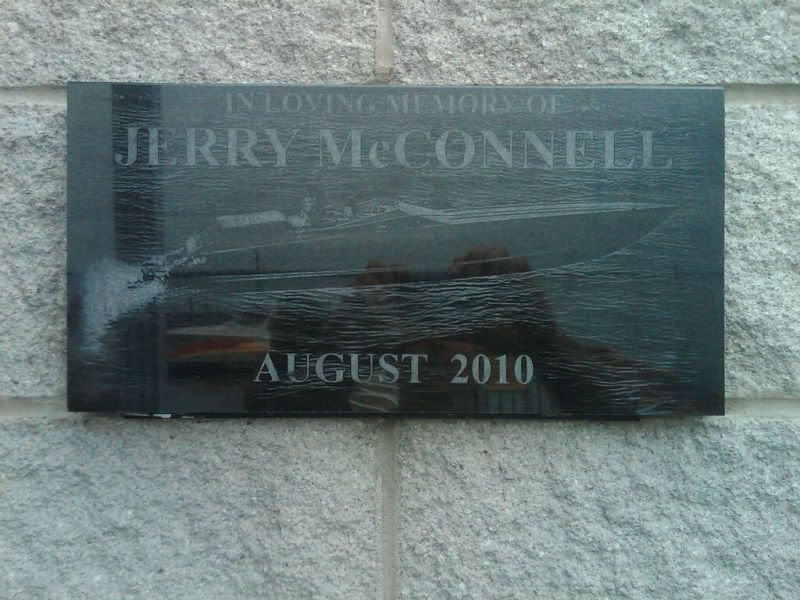 IN LOVING MEMORY OF
JERRY McCONNELL
AUGUST 2010